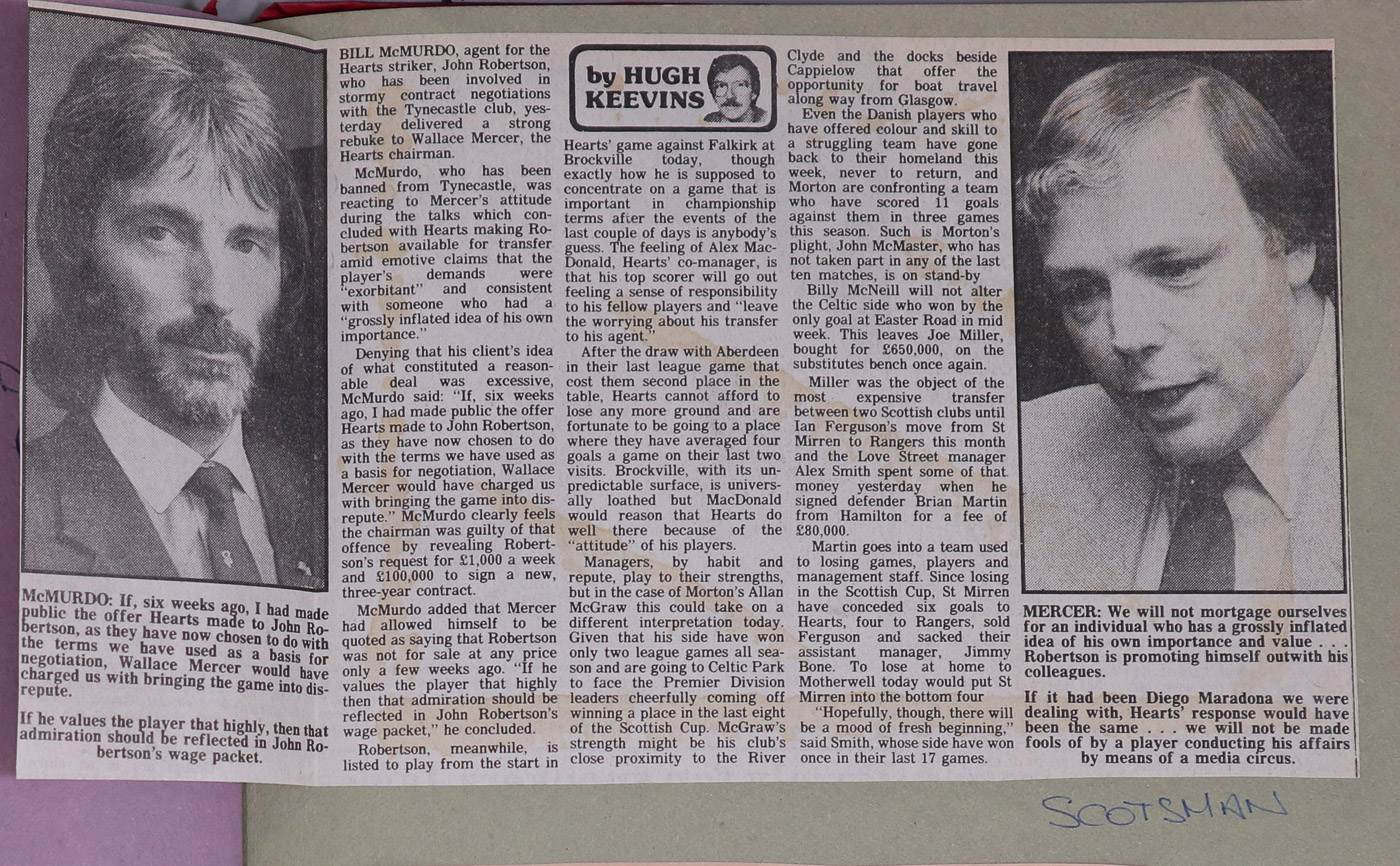 McMURDO: If, six weeks ago, I had made
public the offer Hearts made to John Ro-
bertson, as they have now chosen to do with
the terms we have used as a basis for
negotiation, Wallace Mercer would have
charged us with bringing the game into dis-
repute.
If he values the player that highly, then that
admiration should be reflected in John Ro-
bertson's wage packet.
BILL McMURDO, agent for the
Hearts striker, John Robertson,
who has been involved in
stormy contract negotiations
with the Tynecastle club, yes-
terday delivered a strong
rebuke to Wallace Mercer, the
Hearts chairman.
McMurdo, who has been
banned from Tynecastle, was
reacting to Mercer's attitude
during the talks which con-
cluded with Hearts making Ro-
bertson available for transfer
amid emotive claims that the
player's demands were
"exorbitant" and consistent
with someone who had a
"grossly inflated idea of his own
importance."
Denying that his client's idea
of what constituted a reason-
able deal was excessive,
McMurdo said: "If, six weeks
ago, I had made public the offer
Hearts made to John Robertson,
as they have now chosen to do
with the terms we have used as
a basis for negotiation, Wallace
Mercer would have charged us
with bringing the game into dis-
repute." McMurdo clearly feels
the chairman was guilty of that
offence by revealing Robert-
son's request for £1,000 a week
and £100,000 to sign a new,
three-year contract.
McMurdo added that Mercer
had allowed himself to be
quoted as saying that Robertson
was not for sale at any price
only a few weeks ago. "If he
values the player that highly
then that admiration should be
reflected in John Robertson's
wage packet," he concluded.
Robertson, meanwhile, is
listed to play from the start in
by HUGH
KEEVINS
Hearts' game against Falkirk at
Brockville today, though
exactly how he is supposed to
concentrate on a game that is
important in championship
terms after the events of the
last couple of days is anybody's
guess. The feeling of Alex Mac-
Donald, Hearts' co-manager, is
that his top scorer will go out
feeling a sense of responsibility
to his fellow players and "leave
the worrying about his transfer
to his agent."
After the draw with Aberdeen
in their last league game that
cost them second place in the
table, Hearts cannot afford to
lose any more ground and are
fortunate to be going to a place
where they have averaged four
goals a game on their last two
visits. Brockville, with its un-
predictable surface, is univers-
ally loathed but MacDonald
would reason that Hearts do
well there because of the
"attitude" of his players.
Managers, by habit and
repute, play to their strengths,
but in the case of Morton's Allan
McGraw this could take on a
different interpretation today.
Given that his side have won
only two league games all sea-
son and are going to Celtic Park
to face the Premier Division
leaders cheerfully coming off
winning a place in the last eight
of the Scottish Cup. McGraw's
strength might be his club's
close proximity to the River
Clyde and the docks beside
Cappielow that offer the
opportunity for boat travel
along way from Glasgow.
Even the Danish players who
have offered colour and skill to
a struggling team have gone
back to their homeland this
week, never to return, and
Morton are confronting a team
who have scored 11 goals
against them in three games
this season. Such is Morton's
plight, John McMaster, who has
not taken part in any of the last
ten matches, is on stand-by
Billy McNeill will not alter
the Celtic side who won by the
only goal at Easter Road in mid
week. This leaves Joe Miller,
bought for £650,000, on the
substitutes bench once again.
Miller was the object of the
most expensive transfer
between two Scottish clubs until
Ian Ferguson's move from St
Mirren to Rangers this month
and the Love Street manager
Alex Smith spent some of that
money yesterday when he
signed defender Brian Martin
from Hamilton for a fee of
£80,000.
Martin goes into a team used
to losing games, players and
management staff. Since losing
in the Scottish Cup, St Mirren
have conceded six goals to
Hearts, four to Rangers, sold
Ferguson and sacked their
assistant manager, Jimmy
Bone. To lose at home to
Motherwell today would put St
Mirren into the bottom four
"Hopefully, though, there will
be a mood of fresh beginning,"
said Smith, whose side have won
once in their last 17 games.
MERCER: We will not mortgage ourselves
for an individual who has a grossly inflated
idea of his own importance and value . . .
Robertson is promoting himself outwith his
colleagues.
If it had been Diego Maradona we were
dealing with, Hearts' response would have
been the same . . . we will not be made
fools of by a player conducting his affairs
by means of a media circus.
SCOTSMAN